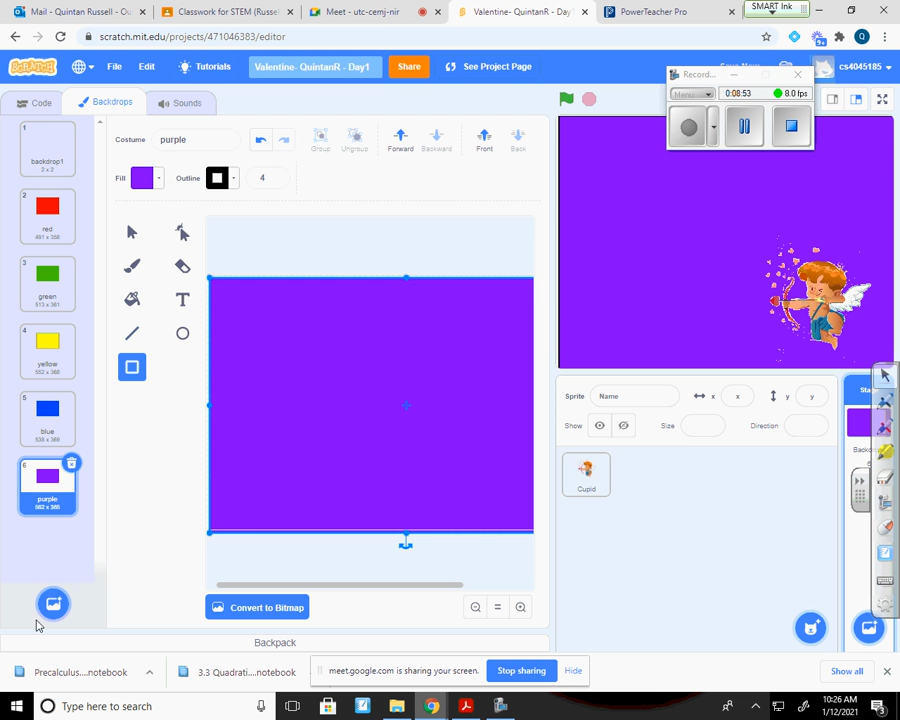 Mail - Quintan Russell - Ou
Classwork for STEM (Russe
Meet - utc-cemj-nir
Valentine- QuintanR - Day1
PowerTeacher Pro
SMART Ink
scratch.mit.edu/projects/471046383/editor
SCRATCH
File
Edit
Tutorials
Valentine- QuintanR - Day1
Share
See Project Page
Save Now
cs4045185
Record...
Menu
0:08:53
8.0 fps
Code
Backdrops
Sounds
1
backdrop1
2 x 2
2
red
491 x 358
3
green
513 x 361
4
yellow
552 x 368
5
blue
538 x 369
6
purple
562 x 365
Costume
purple
Group
Ungroup
Forward
Backward
Front
Back
Fill
Outline
4
T
Convert to Bitmap
Backpack
Sprite
Name
x
x
y
y
Show
Size
Direction
Cupid
Precalculus....notebook
3.3 Quadrati....notebook
meet.google.com is sharing your screen.
Stop sharing
Hide
Show all
Type here to search
10:26 AM
1/12/2021
3